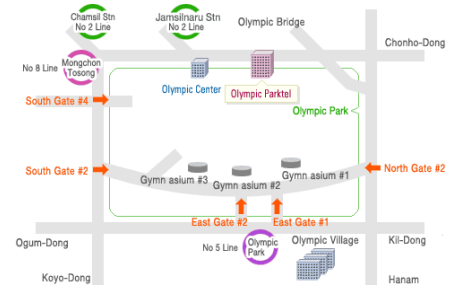 Chamsil Stn
No 2 Line
Jamsilnaru Stn
No 2 Line
Olympic Bridge
Chonho-Dong
No 8 Line
Mongchon
Tosong
Olympic Center
Olympic Parktel
South Gate #4
Olympic Park
South Gate #2
Gymn asium #3
Gymn asium #2
Gymn asium #1
North Gate #2
East Gate #2
East Gate #1
Ogum-Dong
No 5 Line
Olympic
Park
Olympic Village
Kil-Dong
Koyo-Dong
Hanam